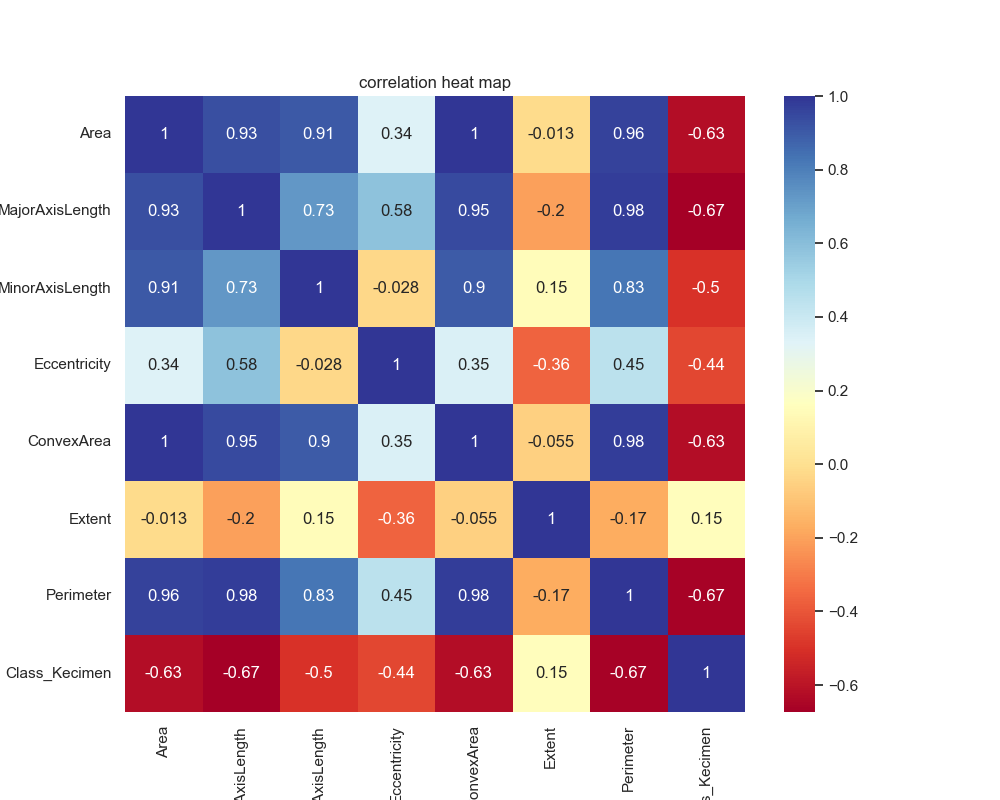 correlation heat map
Area 1 0.93 0.91 0.34 1 -0.013 0.96 -0.63
MajorAxisLength 0.93 1 0.73 0.58 0.95 -0.2 0.98 -0.67
MinorAxisLength 0.91 0.73 1 -0.028 0.9 0.15 0.83 -0.5
Eccentricity 0.34 0.58 -0.028 1 0.35 -0.36 0.45 -0.44
ConvexArea 1 0.95 0.9 0.35 1 -0.055 0.98 -0.63
Extent -0.013 -0.2 0.15 -0.36 -0.055 1 -0.17 0.15
Perimeter 0.96 0.98 0.83 0.45 0.98 -0.17 1 -0.67
Class_Kecimen -0.63 -0.67 -0.5 -0.44 -0.63 0.15 -0.67 1
Area
AxisLength
AxisLength
Eccentricity
onvexArea
Extent
Perimeter
s_Kecimen
1.0
0.8
0.6
0.4
0.2
0.0
−0.2
−0.4
−0.6